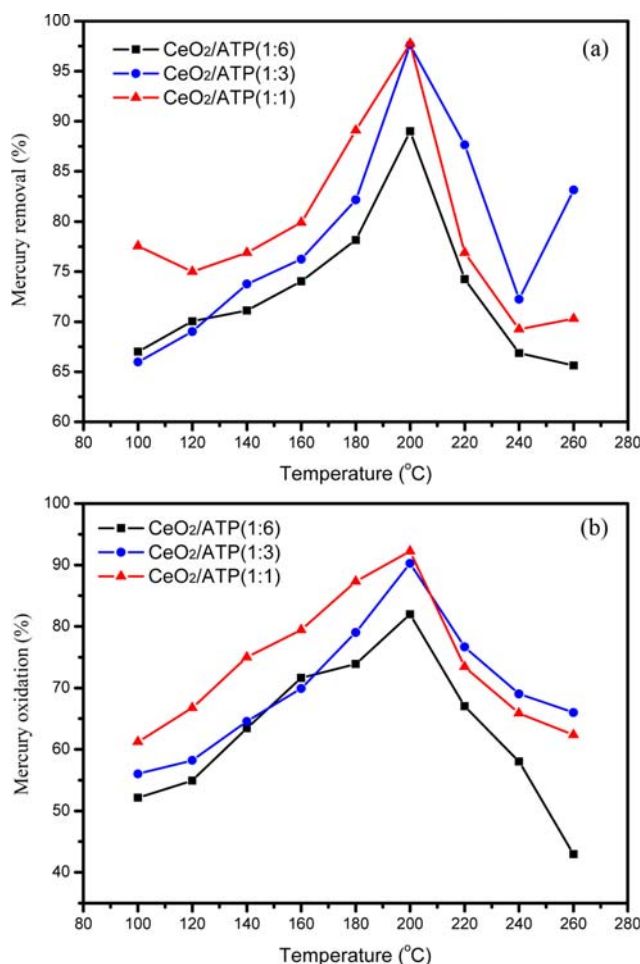 (a)
CeO₂/ATP(1:6)
CeO₂/ATP(1:3)
CeO₂/ATP(1:1)
Mercury removal (%)
100
95
90
85
80
75
70
65
60
80 100 120 140 160 180 200 220 240 260 280
Temperature (°C)
(b)
CeO₂/ATP(1:6)
CeO₂/ATP(1:3)
CeO₂/ATP(1:1)
Mercury oxidation (%)
100
90
80
70
60
50
40
80 100 120 140 160 180 200 220 240 260 280
Temperature (°C)